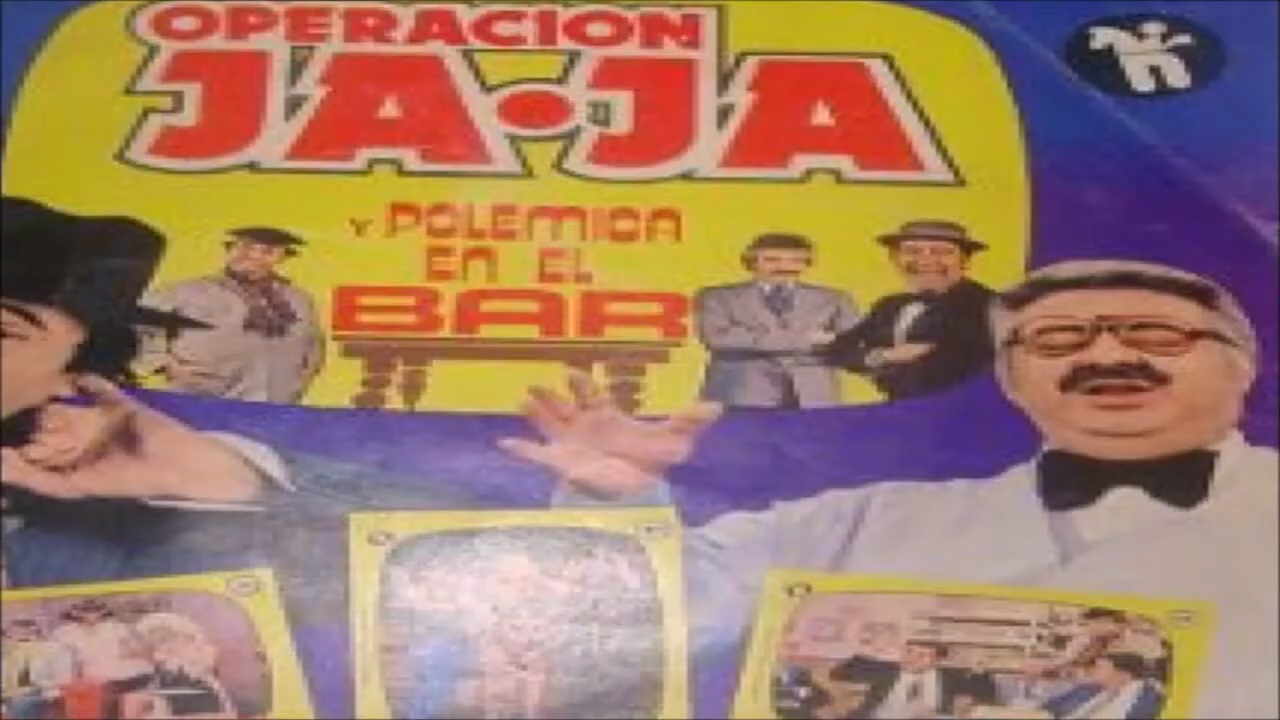 OPERACION
JA·JA
Y POLEMICA
EN EL
BAR